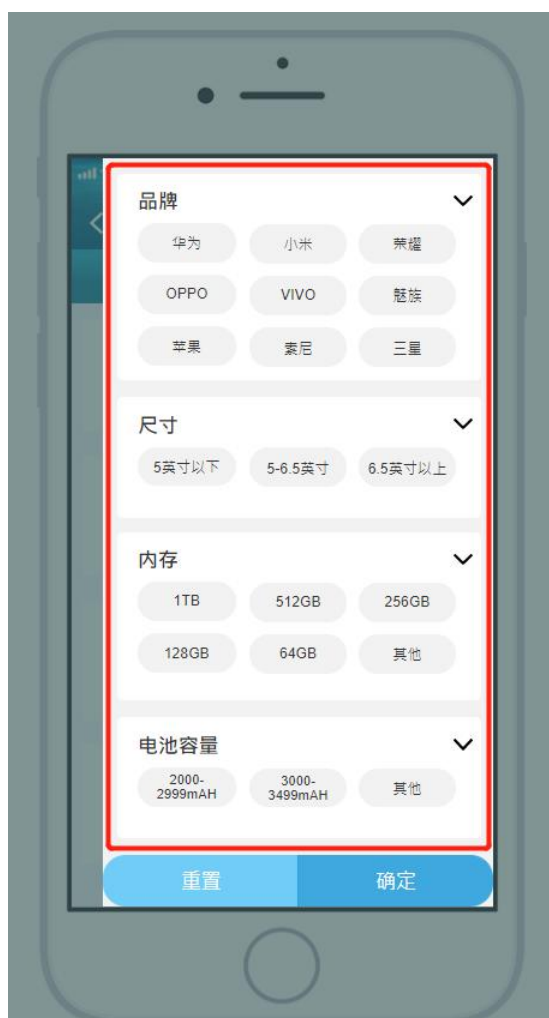 品牌
华为 小米 荣耀
OPPO VIVO 魅族
苹果 索尼 三星
尺寸
5英寸以下 5-6.5英寸 6.5英寸以上
内存
1TB 512GB 256GB
128GB 64GB 其他
电池容量
2000-2999mAH 3000-3499mAH 其他
重置 确定